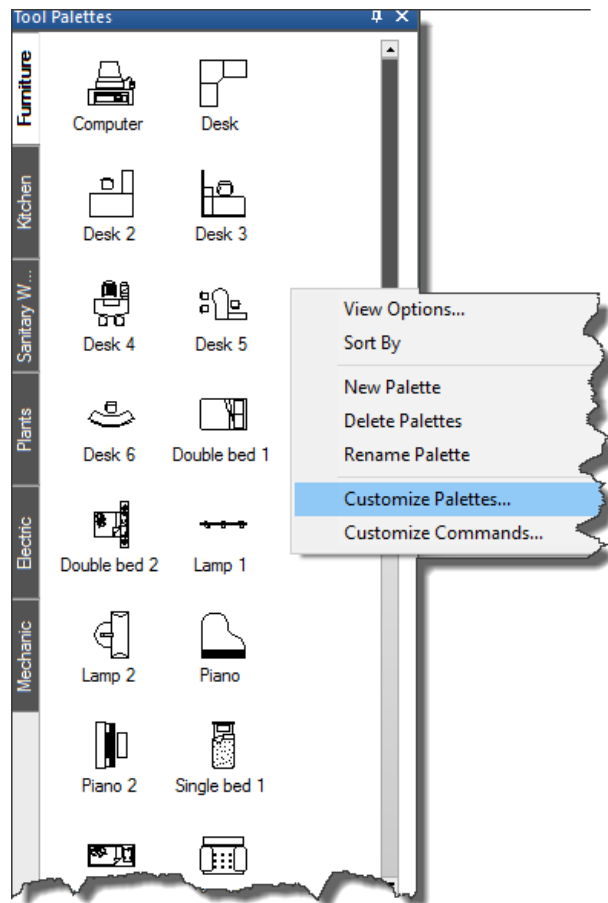 Tool Palettes
Furniture
Kitchen
Sanitary W...
Plants
Electric
Mechanic
Computer
Desk
Desk 2
Desk 3
Desk 4
Desk 5
Desk 6
Double bed 1
Double bed 2
Lamp 1
Lamp 2
Piano
Piano 2
Single bed 1
View Options...
Sort By
New Palette
Delete Palettes
Rename Palette
Customize Palettes...
Customize Commands...